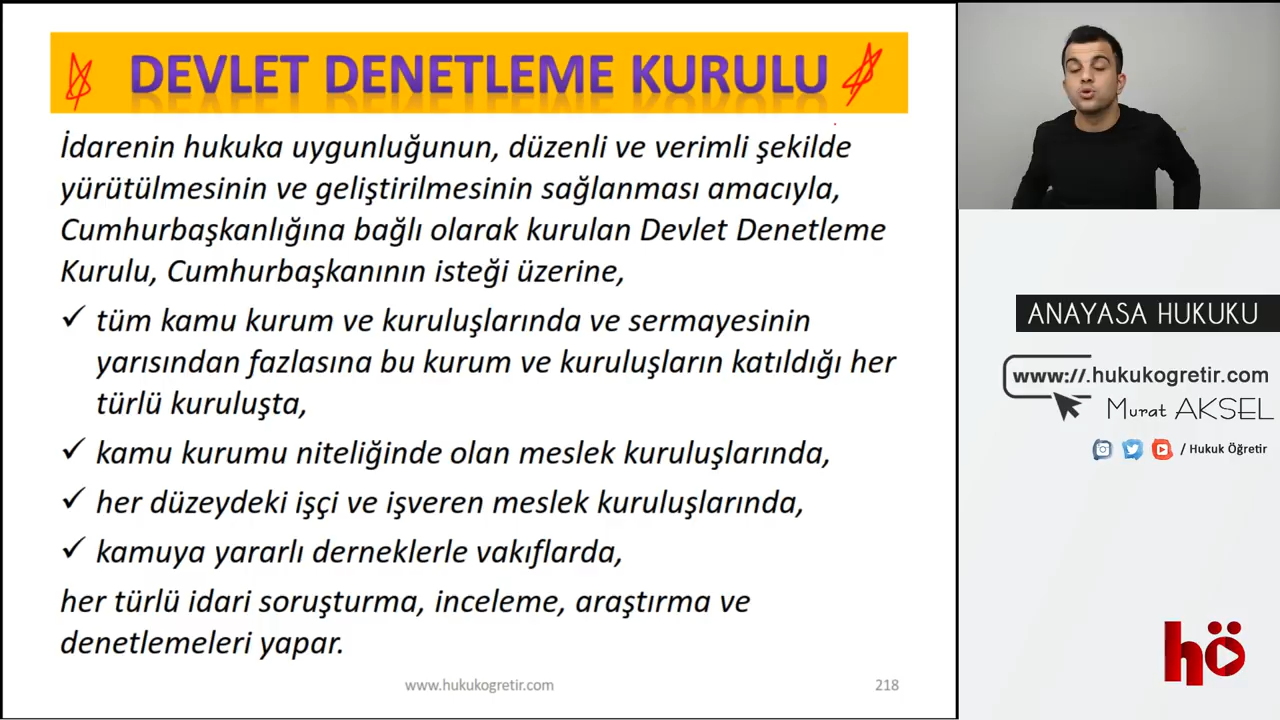 DEVLET DENETLEME KURULU
İdarenin hukuka uygunluğunun, düzenli ve verimli şekilde
yürütülmesinin ve geliştirilmesinin sağlanması amacıyla,
Cumhurbaşkanlığına bağlı olarak kurulan Devlet Denetleme
Kurulu, Cumhurbaşkanının isteği üzerine,
✓ tüm kamu kurum ve kuruluşlarında ve sermayesinin
yarısından fazlasına bu kurum ve kuruluşların katıldığı her
türlü kuruluşta,
✓ kamu kurumu niteliğinde olan meslek kuruluşlarında,
✓ her düzeydeki işçi ve işveren meslek kuruluşlarında,
✓ kamuya yararlı derneklerle vakıflarda,
her türlü idari soruşturma, inceleme, araştırma ve
denetlemeleri yapar.
www.hukukogretir.com
218
ANAYASA HUKUKU
www://.hukukogretir.com
Murat AKSEL
/ Hukuk Öğretir
hö